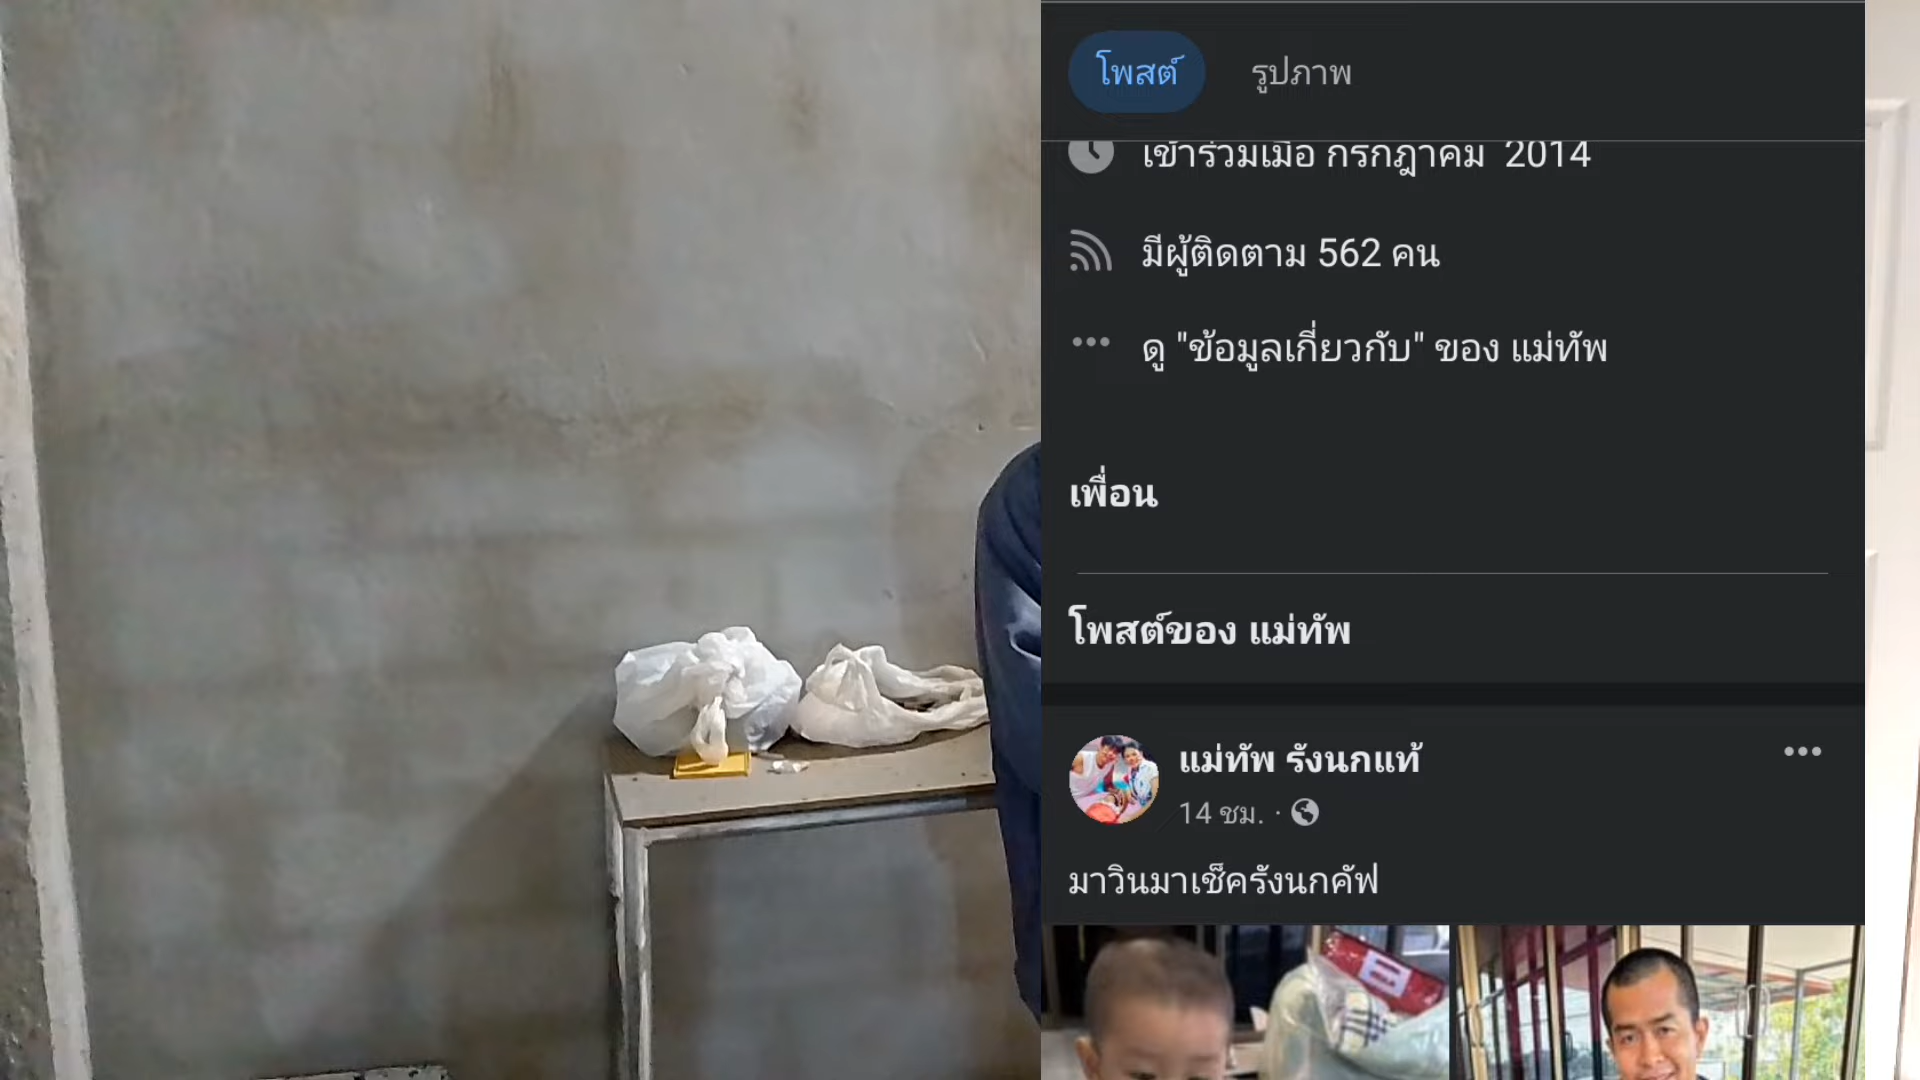 โพสต์
รูปภาพ
เข้าร่วมเมื่อ กรกฎาคม 2014
มีผู้ติดตาม 562 คน
ดู "ข้อมูลเกี่ยวกับ" ของ แม่ทัพ
เพื่อน
โพสต์ของ แม่ทัพ
แม่ทัพ รังนกแท้
14 ชม. ·
มาวินมาเช็ครังนกคัฟ